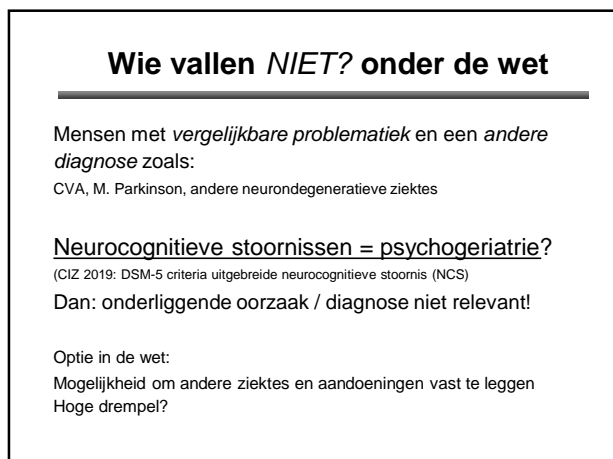 Wie vallen NIET? onder de wet
Mensen met vergelijkbare problematiek en een andere
diagnose zoals:
CVA, M. Parkinson, andere neurondegeneratieve ziektes
Neurocognitieve stoornissen = psychogeriatrie?
(CIZ 2019: DSM-5 criteria uitgebreide neurocognitieve stoornis (NCS)
Dan: onderliggende oorzaak / diagnose niet relevant!
Optie in de wet:
Mogelijkheid om andere ziektes en aandoeningen vast te leggen
Hoge drempel?